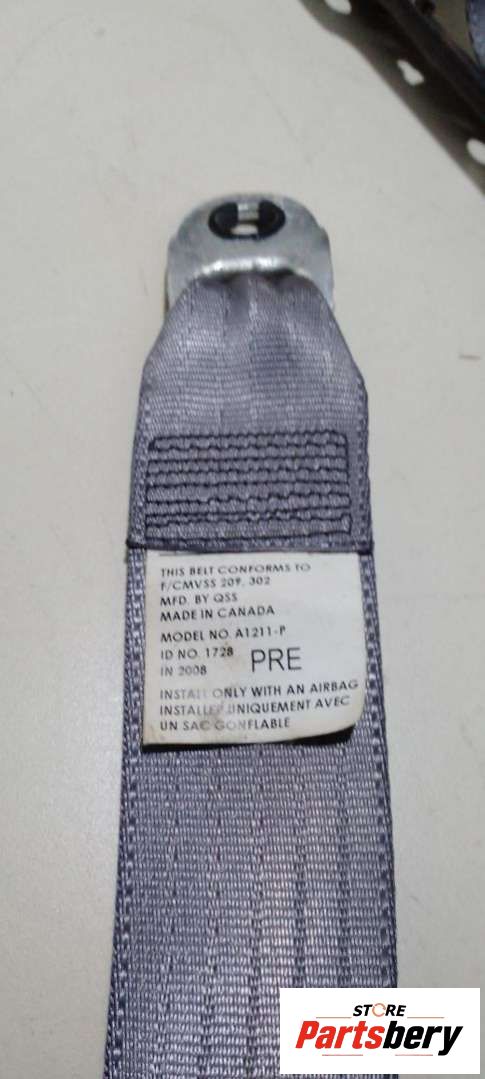 THIS BELT CONFORMS TO
F/CMVSS 209, 302
MFD. BY QSS
MADE IN CANADA
MODEL NO. A1211-P
ID NO. 1728
IN 2008 PRE
INSTALL ONLY WITH AN AIRBAG
INSTALLER UNIQUEMENT AVEC
UN SAC GONFLABLE
STORE
Partsbery